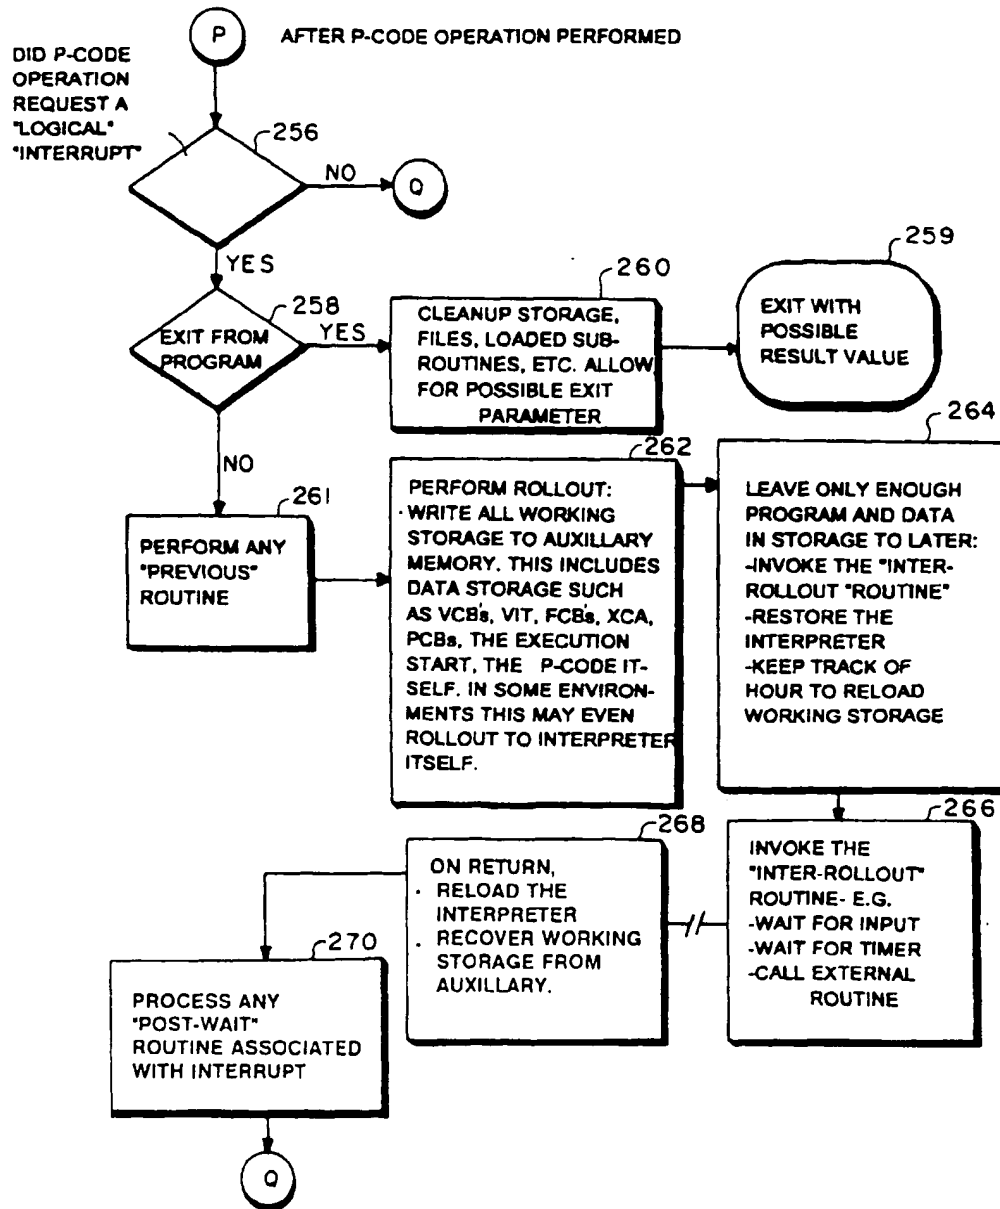 P
AFTER P-CODE OPERATION PERFORMED
DID P-CODE
OPERATION
REQUEST A
"LOGICAL"
"INTERRUPT"
256
NO
Q
YES
258
EXIT FROM
PROGRAM
YES
260
CLEANUP STORAGE,
FILES, LOADED SUB-
ROUTINES, ETC. ALLOW
FOR POSSIBLE EXIT
PARAMETER
259
EXIT WITH
POSSIBLE
RESULT VALUE
NO
261
PERFORM ANY
"PREVIOUS"
ROUTINE
262
PERFORM ROLLOUT:
· WRITE ALL WORKING
STORAGE TO AUXILLARY
MEMORY. THIS INCLUDES
DATA STORAGE SUCH
AS VCB's, VIT, FCB's, XCA,
PCBs, THE EXECUTION
START, THE P-CODE IT-
SELF. IN SOME ENVIRON-
MENTS THIS MAY EVEN
ROLLOUT TO INTERPRETER
ITSELF.
264
LEAVE ONLY ENOUGH
PROGRAM AND DATA
IN STORAGE TO LATER:
-INVOKE THE "INTER-
ROLLOUT "ROUTINE"
-RESTORE THE
INTERPRETER
-KEEP TRACK OF
HOUR TO RELOAD
WORKING STORAGE
266
INVOKE THE
"INTER-ROLLOUT"
ROUTINE- E.G.
-WAIT FOR INPUT
-WAIT FOR TIMER
-CALL EXTERNAL
ROUTINE
268
ON RETURN,
· RELOAD THE
INTERPRETER
· RECOVER WORKING
STORAGE FROM
AUXILLARY.
270
PROCESS ANY
"POST-WAIT"
ROUTINE ASSOCIATED
WITH INTERRUPT
Q